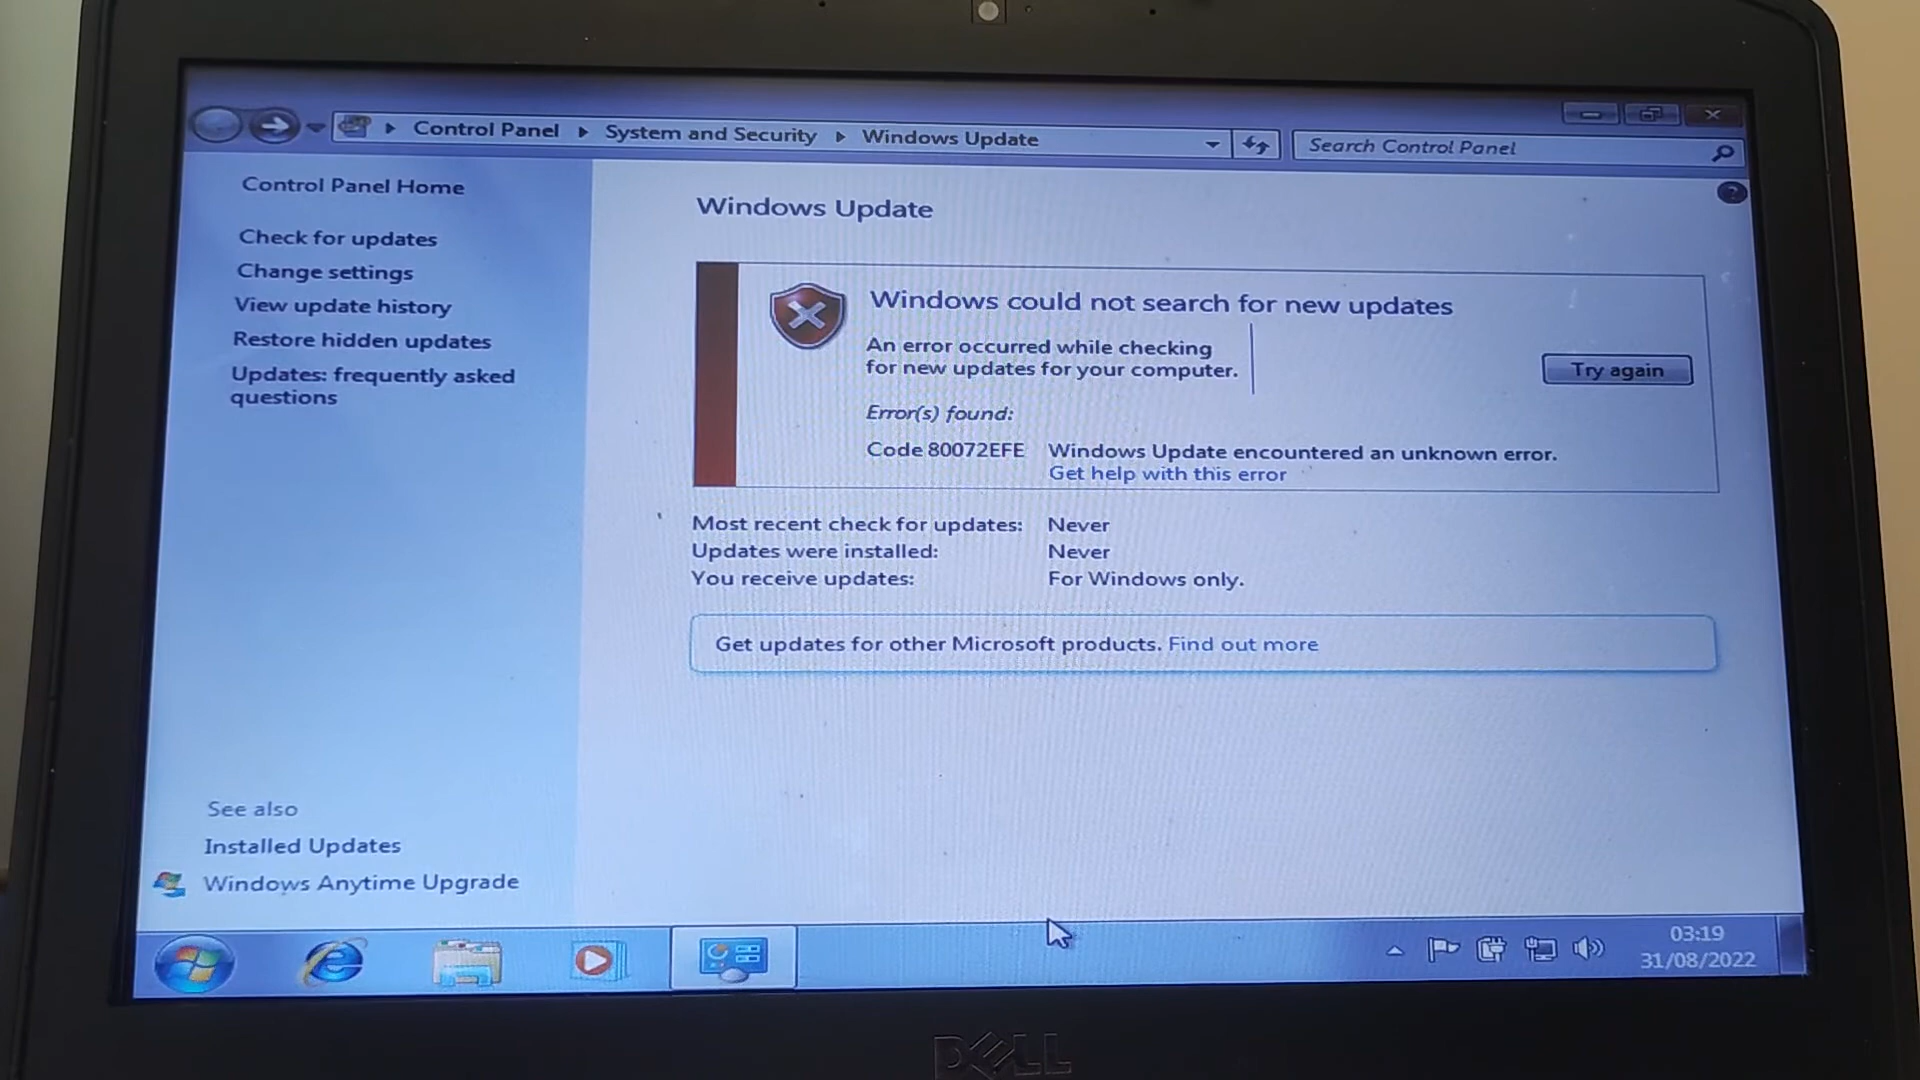 Control Panel System and Security Windows Update
Search Control Panel
Control Panel Home
Check for updates
Change settings
View update history
Restore hidden updates
Updates: frequently asked
questions
See also
Installed Updates
Windows Anytime Upgrade
Windows Update
Windows could not search for new updates
An error occurred while checking
for new updates for your computer.
Try again
Error(s) found:
Code 80072EFE Windows Update encountered an unknown error.
Get help with this error
Most recent check for updates: Never
Updates were installed: Never
You receive updates: For Windows only.
Get updates for other Microsoft products. Find out more
03:19
31/08/2022
DELL